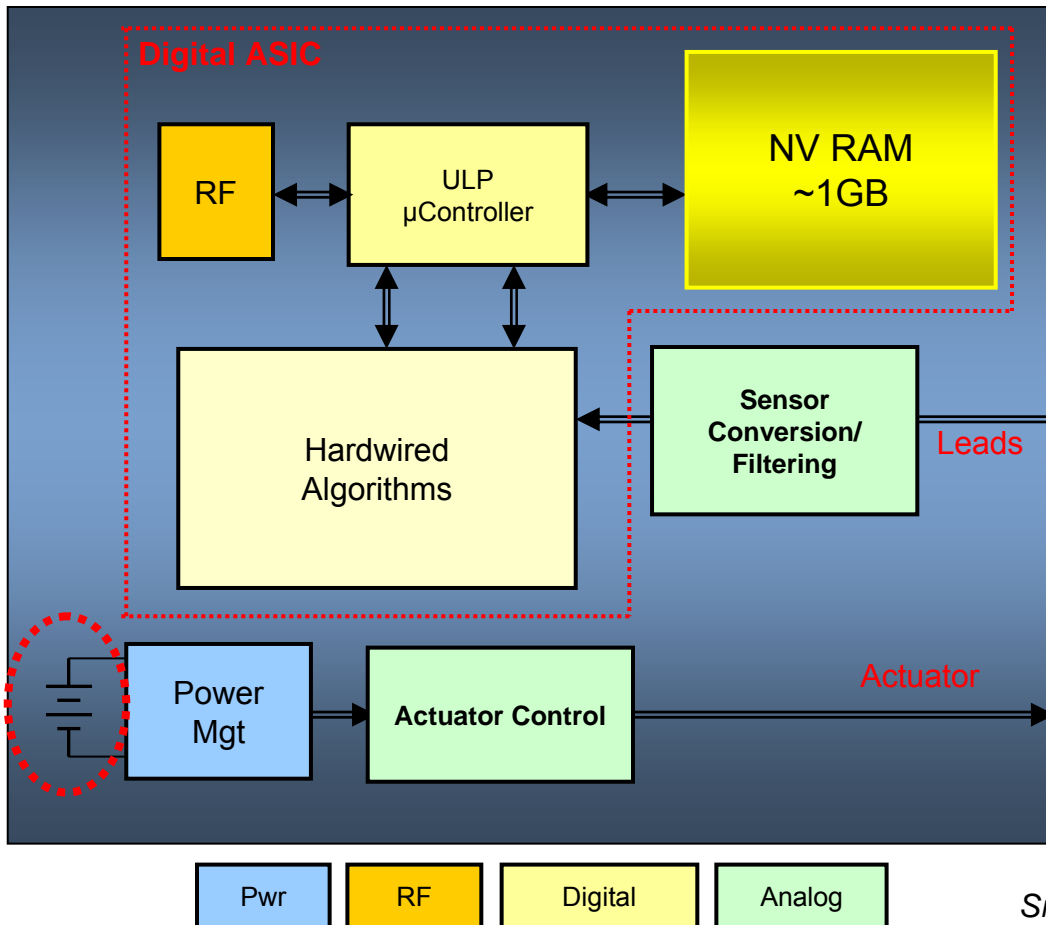 Digital ASIC
RF
ULP
µController
NV RAM
~1GB
Hardwired
Algorithms
Sensor
Conversion/
Filtering
Leads
Power
Mgt
Actuator Control
Actuator
Pwr
RF
Digital
Analog